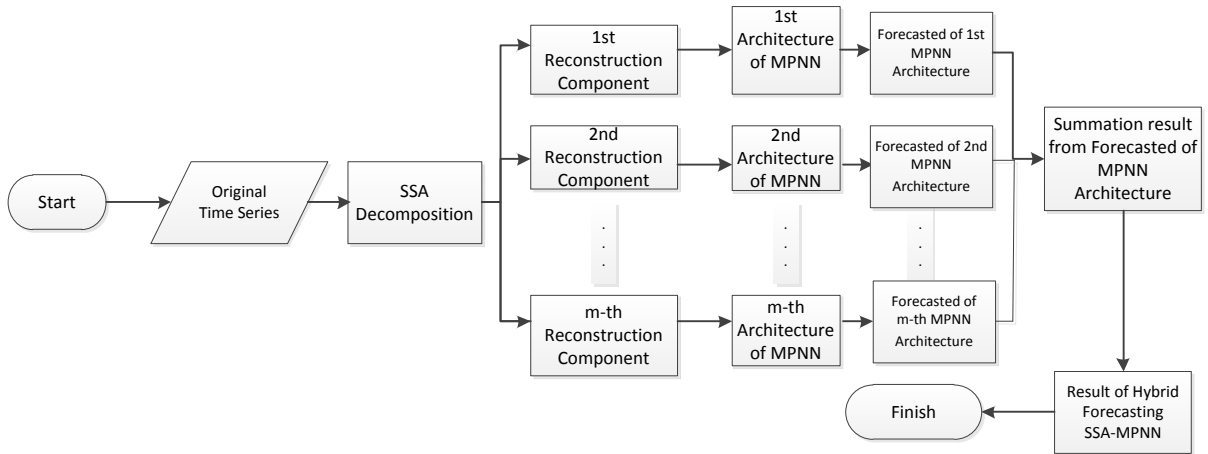 Start
Original
Time Series
SSA
Decomposition
1st
Reconstruction
Component
1st
Architecture
of MPNN
Forecasted of 1st
MPNN
Architecture
2nd
Reconstruction
Component
2nd
Architecture
of MPNN
Forecasted of 2nd
MPNN
Architecture
.
.
.
.
.
.
.
.
.
m-th
Reconstruction
Component
m-th
Architecture
of MPNN
Forecasted of
m-th MPNN
Architecture
Summation result
from Forecasted of
MPNN
Architecture
Result of Hybrid
Forecasting
SSA-MPNN
Finish